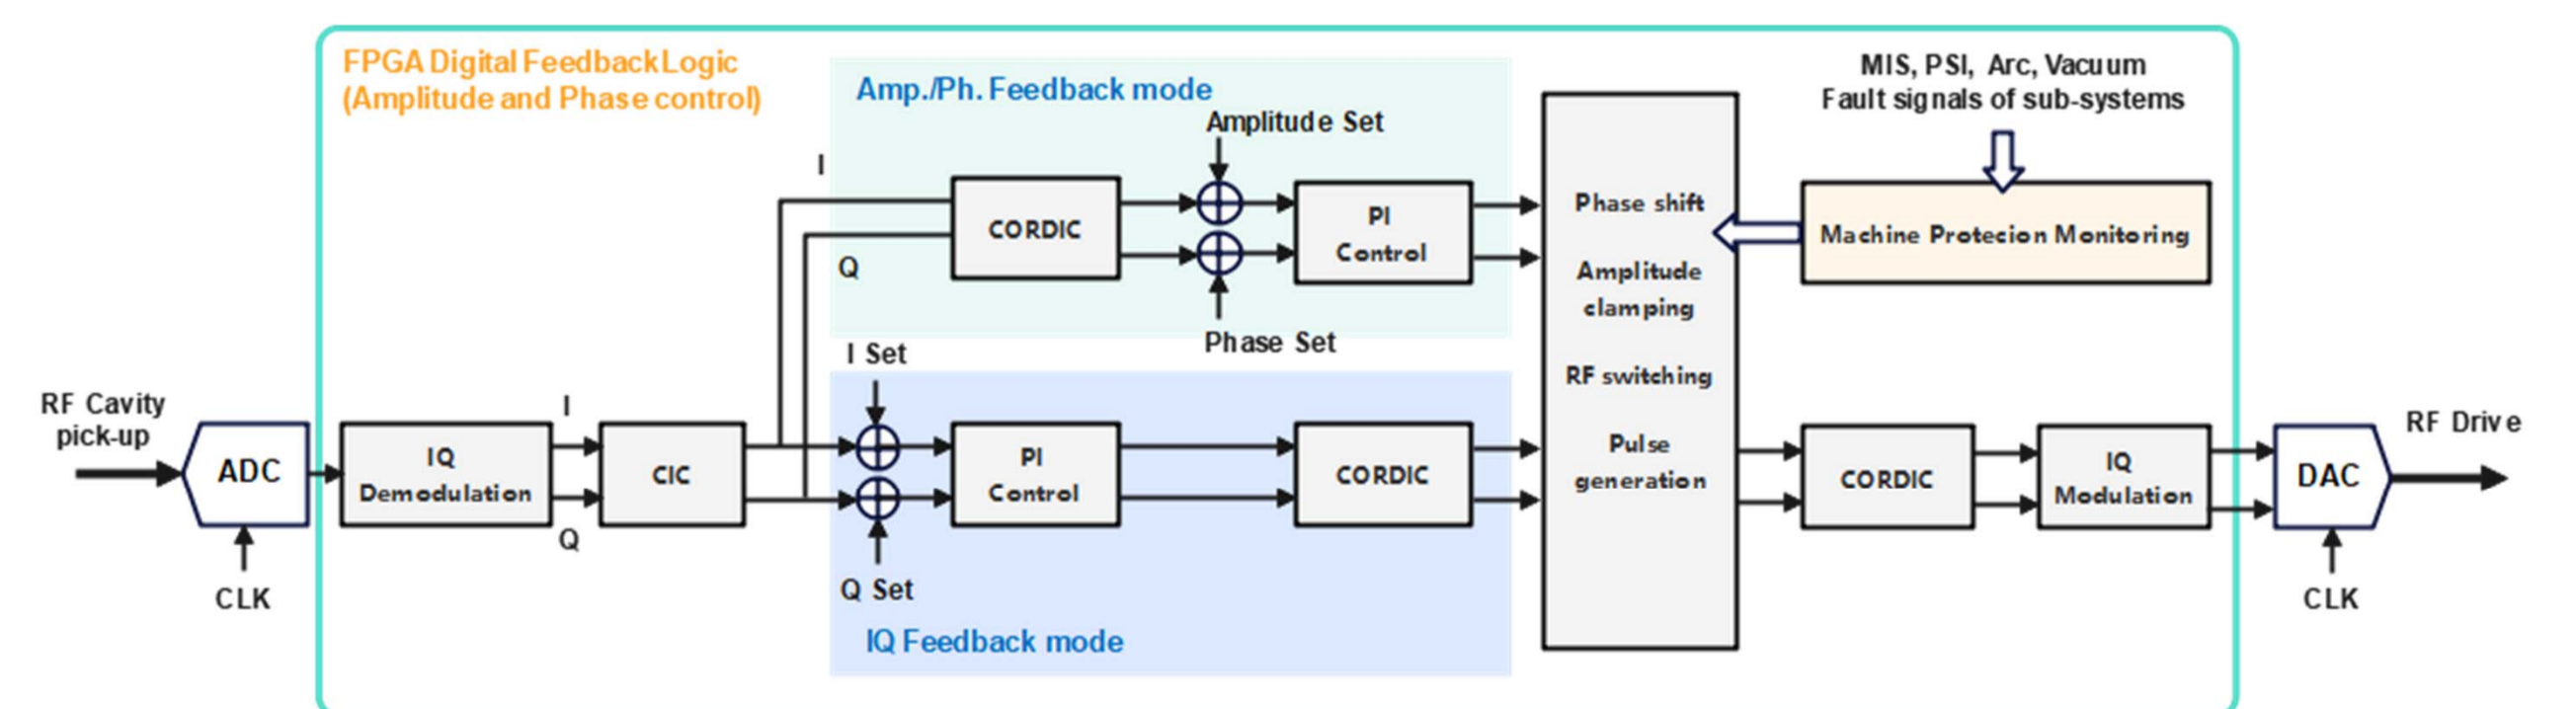 FPGA Digital Feedback Logic
(Amplitude and Phase control)
Amp./Ph. Feedback mode
Amplitude Set
I
Q
CORDIC
PI
Control
Phase Set
MIS, PSI, Arc, Vacuum
Fault signals of sub-systems
Machine Protecion Monitoring
Phase shift
Amplitude
clamping
RF switching
Pulse
generation
RF Cavity
pick-up
ADC
CLK
IQ
Demodulation
I
Q
CIC
I Set
Q Set
PI
Control
CORDIC
IQ Feedback mode
CORDIC
IQ
Modulation
DAC
CLK
RF Drive